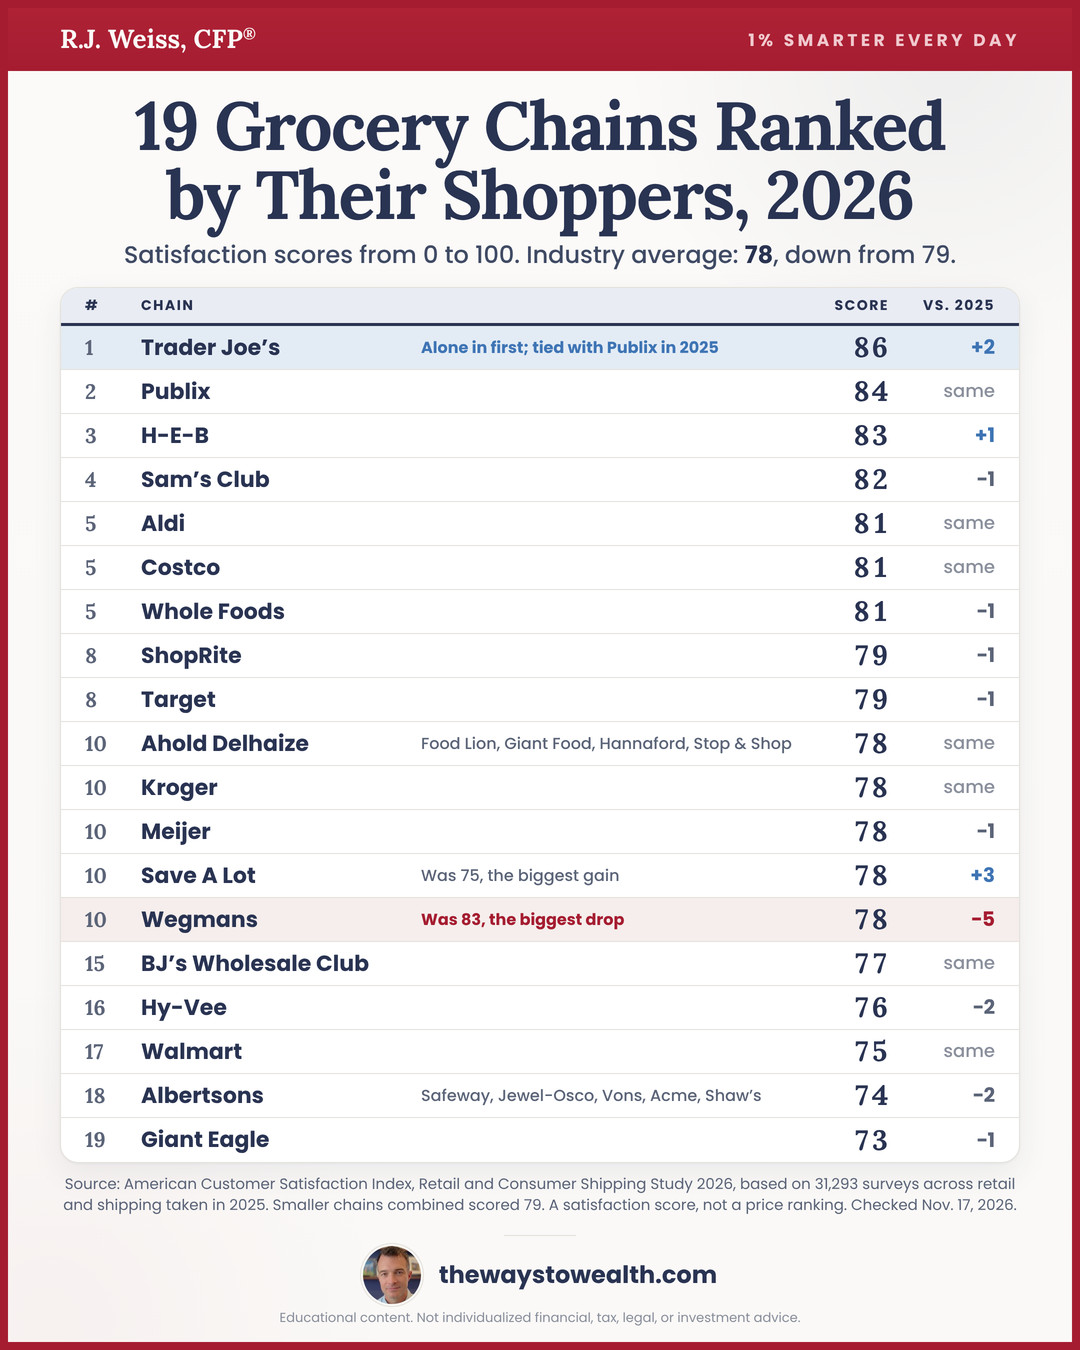 R.J. Weiss, CFP®
1% SMARTER EVERY DAY
19 Grocery Chains Ranked
by Their Shoppers, 2026
Satisfaction scores from 0 to 100. Industry average: 78, down from 79.
# CHAIN SCORE VS. 2025
1 Trader Joe’s Alone in first; tied with Publix in 2025 86 +2
2 Publix 84 same
3 H-E-B 83 +1
4 Sam’s Club 82 −1
5 Aldi 81 same
5 Costco 81 same
5 Whole Foods 81 −1
8 ShopRite 79 −1
8 Target 79 −1
10 Ahold Delhaize Food Lion, Giant Food, Hannaford, Stop & Shop 78 same
10 Kroger 78 same
10 Meijer 78 −1
10 Save A Lot Was 75, the biggest gain 78 +3
10 Wegmans Was 83, the biggest drop 78 −5
15 BJ’s Wholesale Club 77 same
16 Hy-Vee 76 −2
17 Walmart 75 same
18 Albertsons Safeway, Jewel-Osco, Vons, Acme, Shaw’s 74 −2
19 Giant Eagle 73 −1
Source: American Customer Satisfaction Index, Retail and Consumer Shipping Study 2026, based on 31,293 surveys across retail
and shipping taken in 2025. Smaller chains combined scored 79. A satisfaction score, not a price ranking. Checked Nov. 17, 2026.
thewaystowealth.com
Educational content. Not individualized financial, tax, legal, or investment advice.